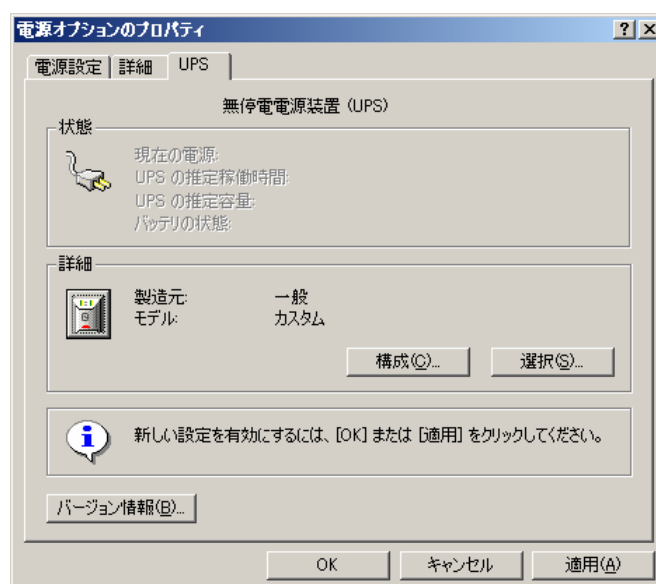 電源オプションのプロパティ
電源設定 詳細 UPS
無停電電源装置 (UPS)
状態
現在の電源:
UPS の推定稼働時間:
UPS の推定容量:
バッテリの状態:
詳細
製造元: 一般
モデル: カスタム
構成(C)... 選択(S)...
新しい設定を有効にするには、[OK] または [適用] をクリックしてください。
バージョン情報(B)...
OK キャンセル 適用(A)